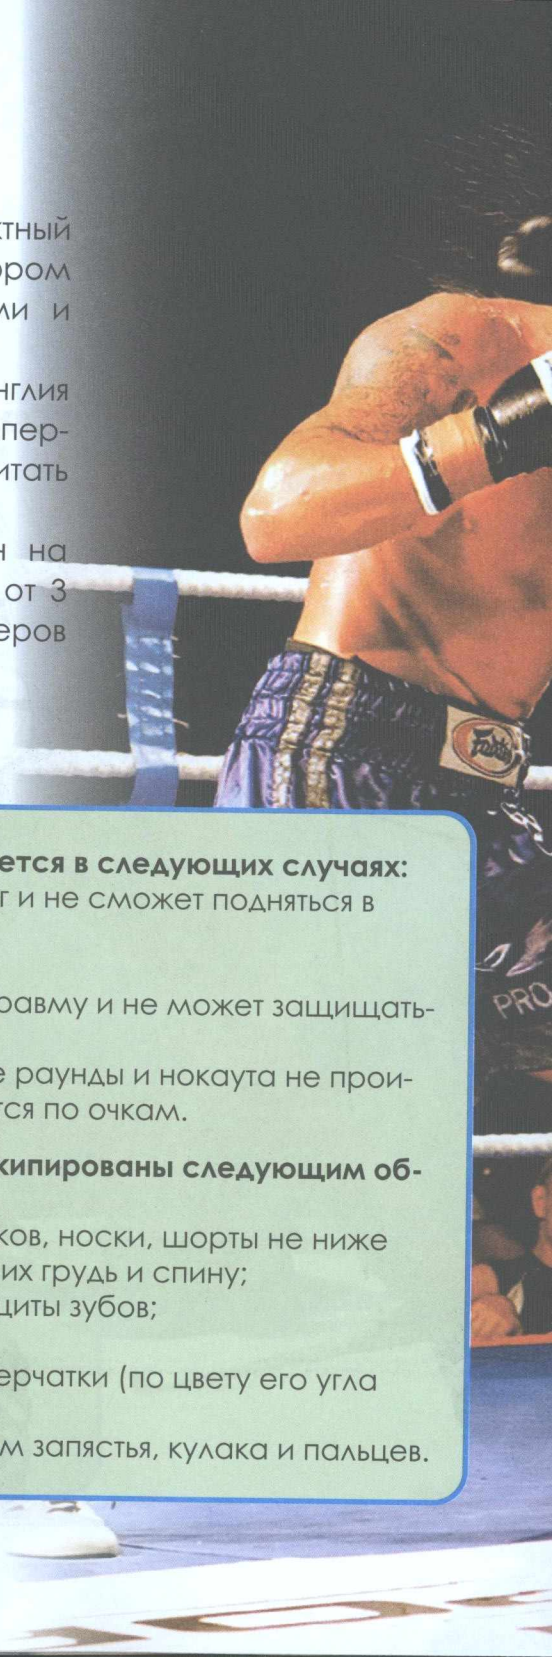 ктный
ором
ми и
нглия
пер-
итать
н на
от 3
еров
ется в следующих случаях:
г и не сможет подняться в
равму и не может защищать-
е раунды и нокаута не прои-
тся по очкам.
кипированы следующим об-
ков, носки, шорты не ниже
их грудь и спину;
щиты зубов;
ерчатки (по цвету его угла
м запястья, кулака и пальцев.
Fairtex
PRO